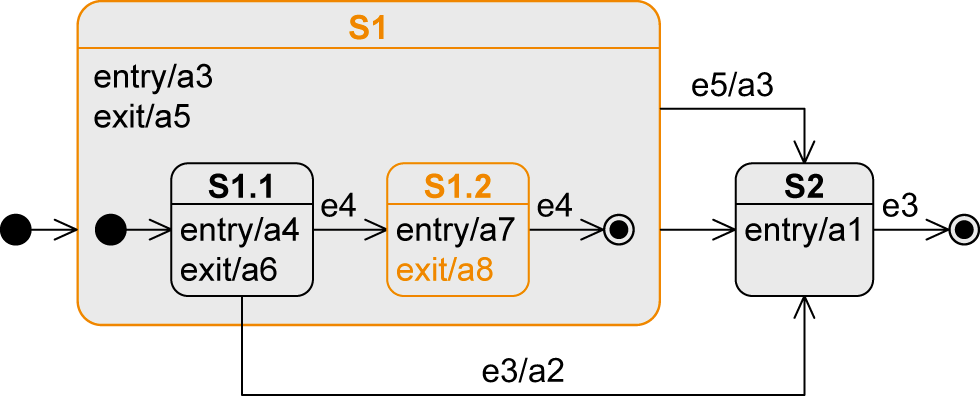 S1
entry/a3
exit/a5
e5/a3
S1.1
entry/a4
exit/a6
e4
S1.2
entry/a7
exit/a8
e4
S2
entry/a1
e3
e3/a2